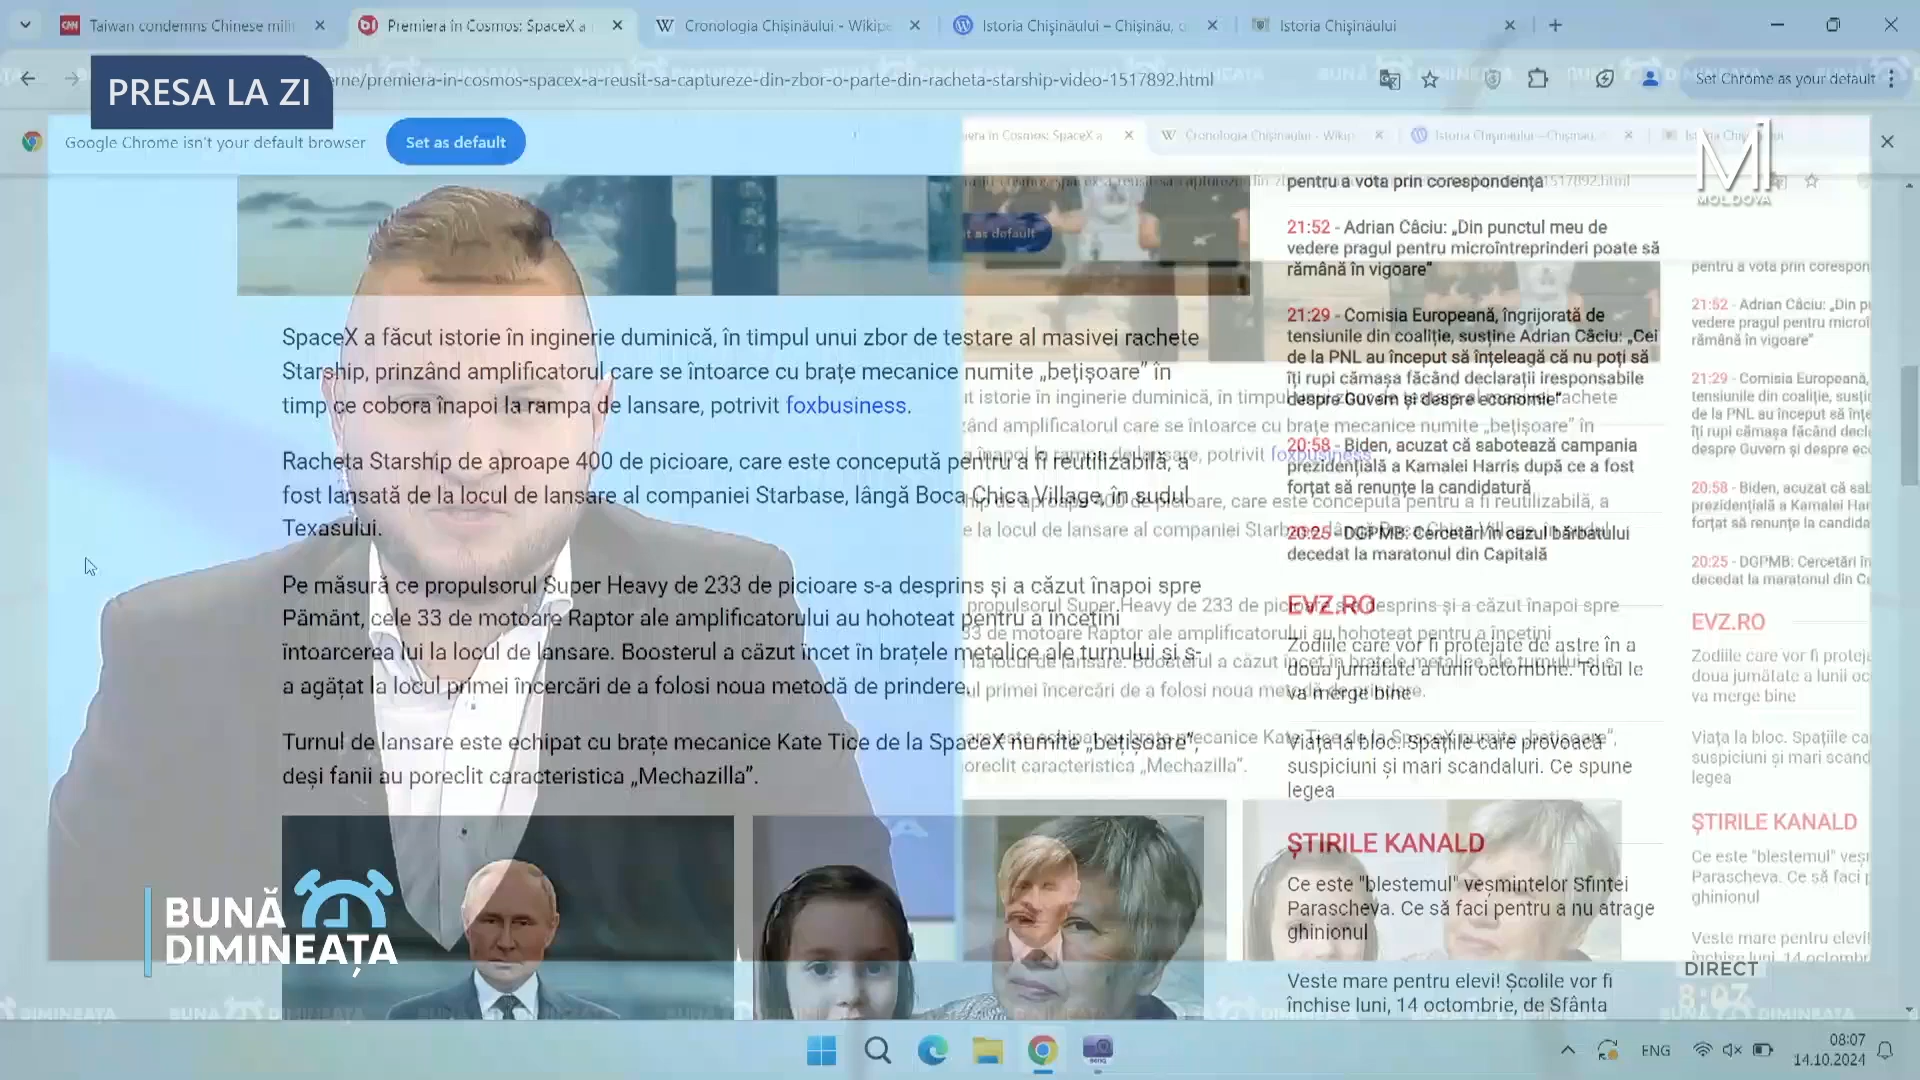 Taiwan condemns Chinese mili
Premiera în Cosmos: SpaceX a
Cronologia Chișinăului - Wikipe
Istoria Chișinăului – Chișinău, o
Istoria Chișinăului
PRESA LA ZI
erne/premiera-in-cosmos-spacex-a-reusit-sa-captureze-din-zbor-o-parte-din-racheta-starship-video-1517892.html
Set Chrome as your default
Google Chrome isn't your default browser
Set as default
MOLDOVA
SpaceX a făcut istorie în inginerie duminică, în timpul unui zbor de testare al masivei rachete
Starship, prinzând amplificatorul care se întoarce cu brațe mecanice numite „bețișoare” în
timp ce cobora înapoi la rampa de lansare, potrivit foxbusiness.
Racheta Starship de aproape 400 de picioare, care este concepută pentru a fi reutilizabilă, a
fost lansată de la locul de lansare al companiei Starbase, lângă Boca Chica Village, în sudul
Texasului.
Pe măsură ce propulsorul Super Heavy de 233 de picioare s-a desprins și a căzut înapoi spre
Pământ, cele 33 de motoare Raptor ale amplificatorului au hohoteat pentru a încetini
întoarcerea lui la locul de lansare. Boosterul a căzut încet în brațele metalice ale turnului și s-
a agățat la locul primei încercări de a folosi noua metodă de prindere.
Turnul de lansare este echipat cu brațe mecanice Kate Tice de la SpaceX numite „bețișoare”,
deși fanii au poreclit caracteristica „Mechazilla”.
pentru a vota prin corespondență
21:52 - Adrian Câciu: „Din punctul meu de
vedere pragul pentru microîntreprinderi poate să
rămână în vigoare”
21:29 - Comisia Europeană, îngrijorată de
tensiunile din coaliție, susține Adrian Câciu: „Cei
de la PNL au început să înțeleagă că nu poți să
îți rupi cămașa făcând declarații iresponsabile
despre Guvern și despre economie”
20:58 - Biden, acuzat că sabotează campania
prezidențială a Kamalei Harris după ce a fost
forțat să renunțe la candidatură
20:25 - DGPMB: Cercetări în cazul bărbatului
decedat la maratonul din Capitală
EVZ.RO
Zodiile care vor fi protejate de astre în a
doua jumătate a lunii octombrie. Totul le
va merge bine
Viața la bloc. Spațiile care provoacă
suspiciuni și mari scandaluri. Ce spune
legea
ȘTIRILE KANALD
Ce este "blestemul" veșmintelor Sfintei
Parascheva. Ce să faci pentru a nu atrage
ghinionul
Veste mare pentru elevi! Școlile vor fi
închise luni, 14 octombrie, de Sfânta
BUNĂ
DIMINEAȚA
DIRECT
8:07
ENG
08:07
14.10.2024